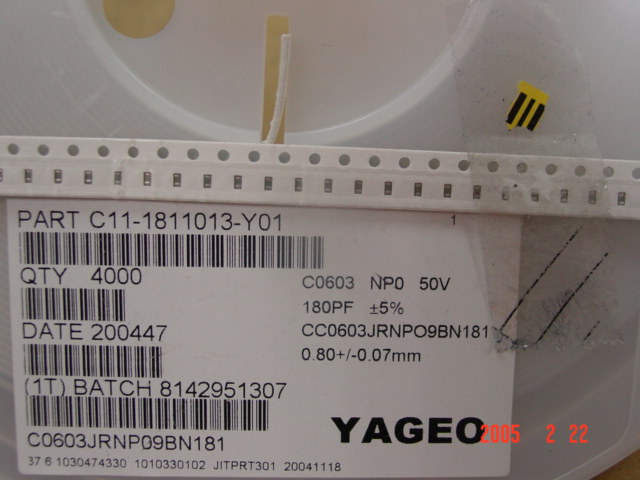 PART C11-1811013-Y01
1
QTY 4000
C0603 NP0 50V
180PF ±5%
DATE 200447
CC0603JRNPO9BN181
0.80+/-0.07mm
(1T) BATCH 8142951307
YAGEO
2005 2 22
C0603JRNP09BN181
37 6 1030474330 1010330102 JITPRT301 20041118